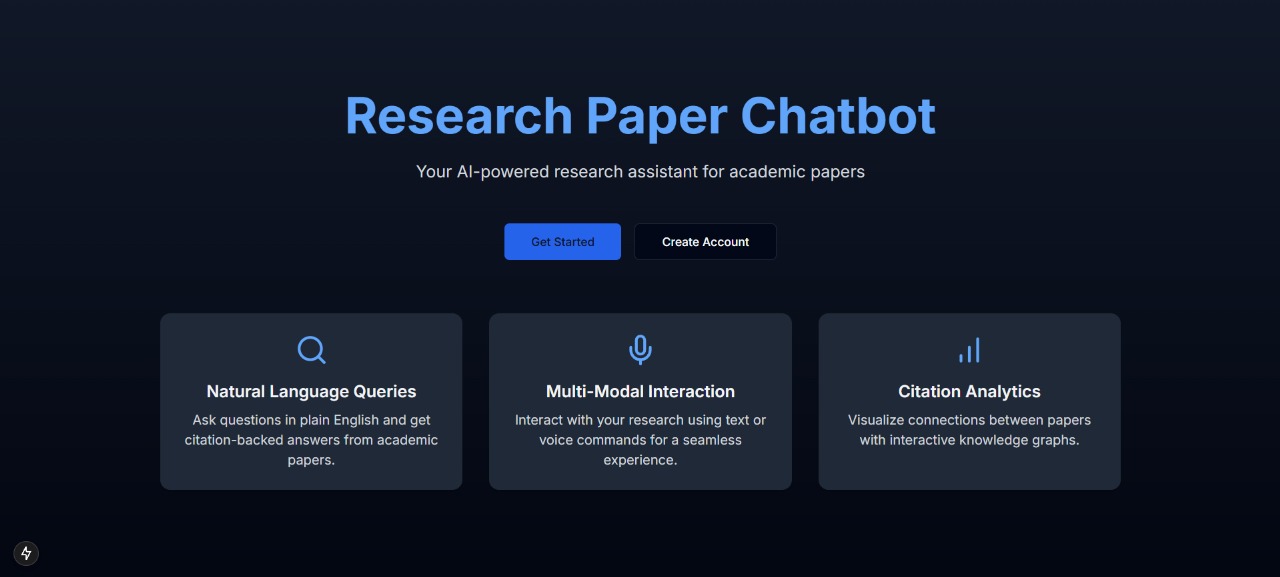 Research Paper Chatbot
Your AI-powered research assistant for academic papers
Get Started
Create Account
Natural Language Queries
Ask questions in plain English and get
citation-backed answers from academic
papers.
Multi-Modal Interaction
Interact with your research using text or
voice commands for a seamless
experience.
Citation Analytics
Visualize connections between papers
with interactive knowledge graphs.